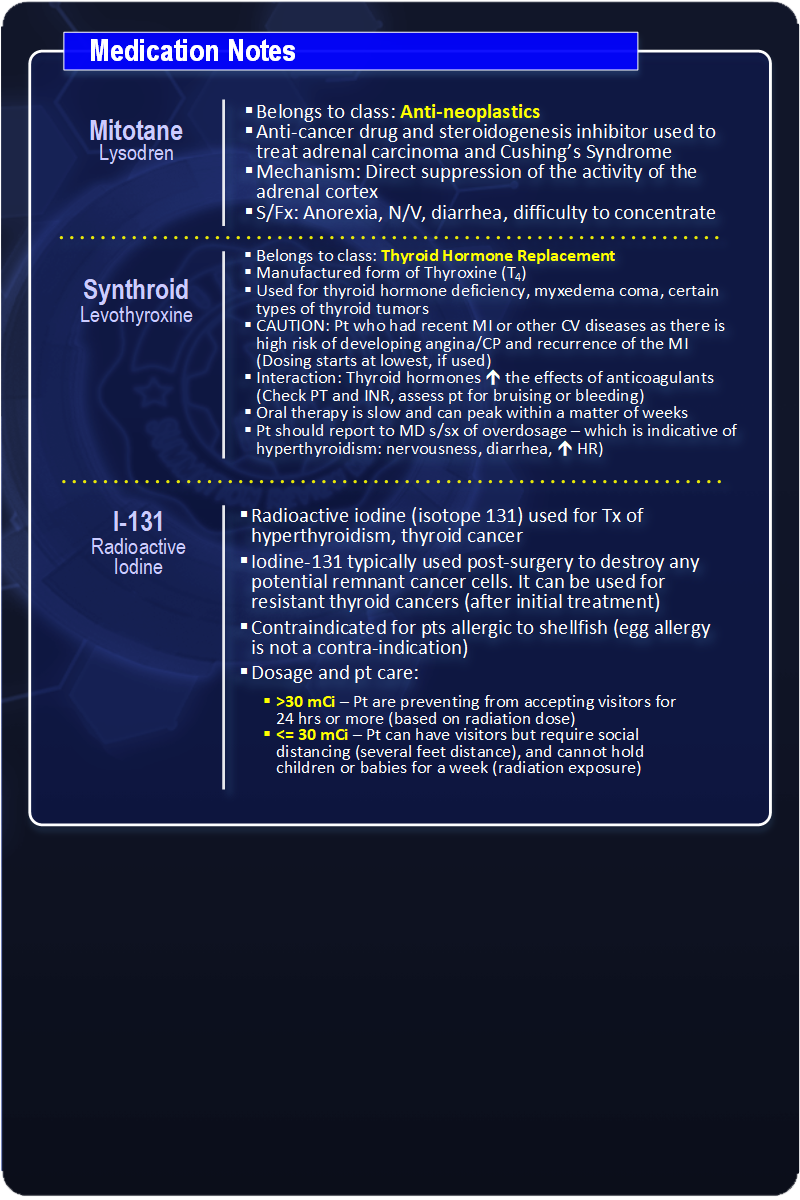 Medication Notes
Mitotane
Lysodren
▪ Belongs to class: Anti-neoplastics
▪ Anti-cancer drug and steroidogenesis inhibitor used to
treat adrenal carcinoma and Cushing's Syndrome
▪ Mechanism: Direct suppression of the activity of the
adrenal cortex
▪ S/Fx: Anorexia, N/V, diarrhea, difficulty to concentrate
Synthroid
Levothyroxine
▪ Belongs to class: Thyroid Hormone Replacement
▪ Manufactured form of Thyroxine (T₄)
▪ Used for thyroid hormone deficiency, myxedema coma, certain
types of thyroid tumors
▪ CAUTION: Pt who had recent MI or other CV diseases as there is
high risk of developing angina/CP and recurrence of the MI
(Dosing starts at lowest, if used)
▪ Interaction: Thyroid hormones ↑ the effects of anticoagulants
(Check PT and INR, assess pt for bruising or bleeding)
▪ Oral therapy is slow and can peak within a matter of weeks
▪ Pt should report to MD s/sx of overdosage – which is indicative of
hyperthyroidism: nervousness, diarrhea, ↑ HR)
I-131
Radioactive
Iodine
▪ Radioactive iodine (isotope 131) used for Tx of
hyperthyroidism, thyroid cancer
▪ Iodine-131 typically used post-surgery to destroy any
potential remnant cancer cells. It can be used for
resistant thyroid cancers (after initial treatment)
▪ Contraindicated for pts allergic to shellfish (egg allergy
is not a contra-indication)
▪ Dosage and pt care:
▪ >30 mCi – Pt are preventing from accepting visitors for
24 hrs or more (based on radiation dose)
▪ <= 30 mCi – Pt can have visitors but require social
distancing (several feet distance), and cannot hold
children or babies for a week (radiation exposure)